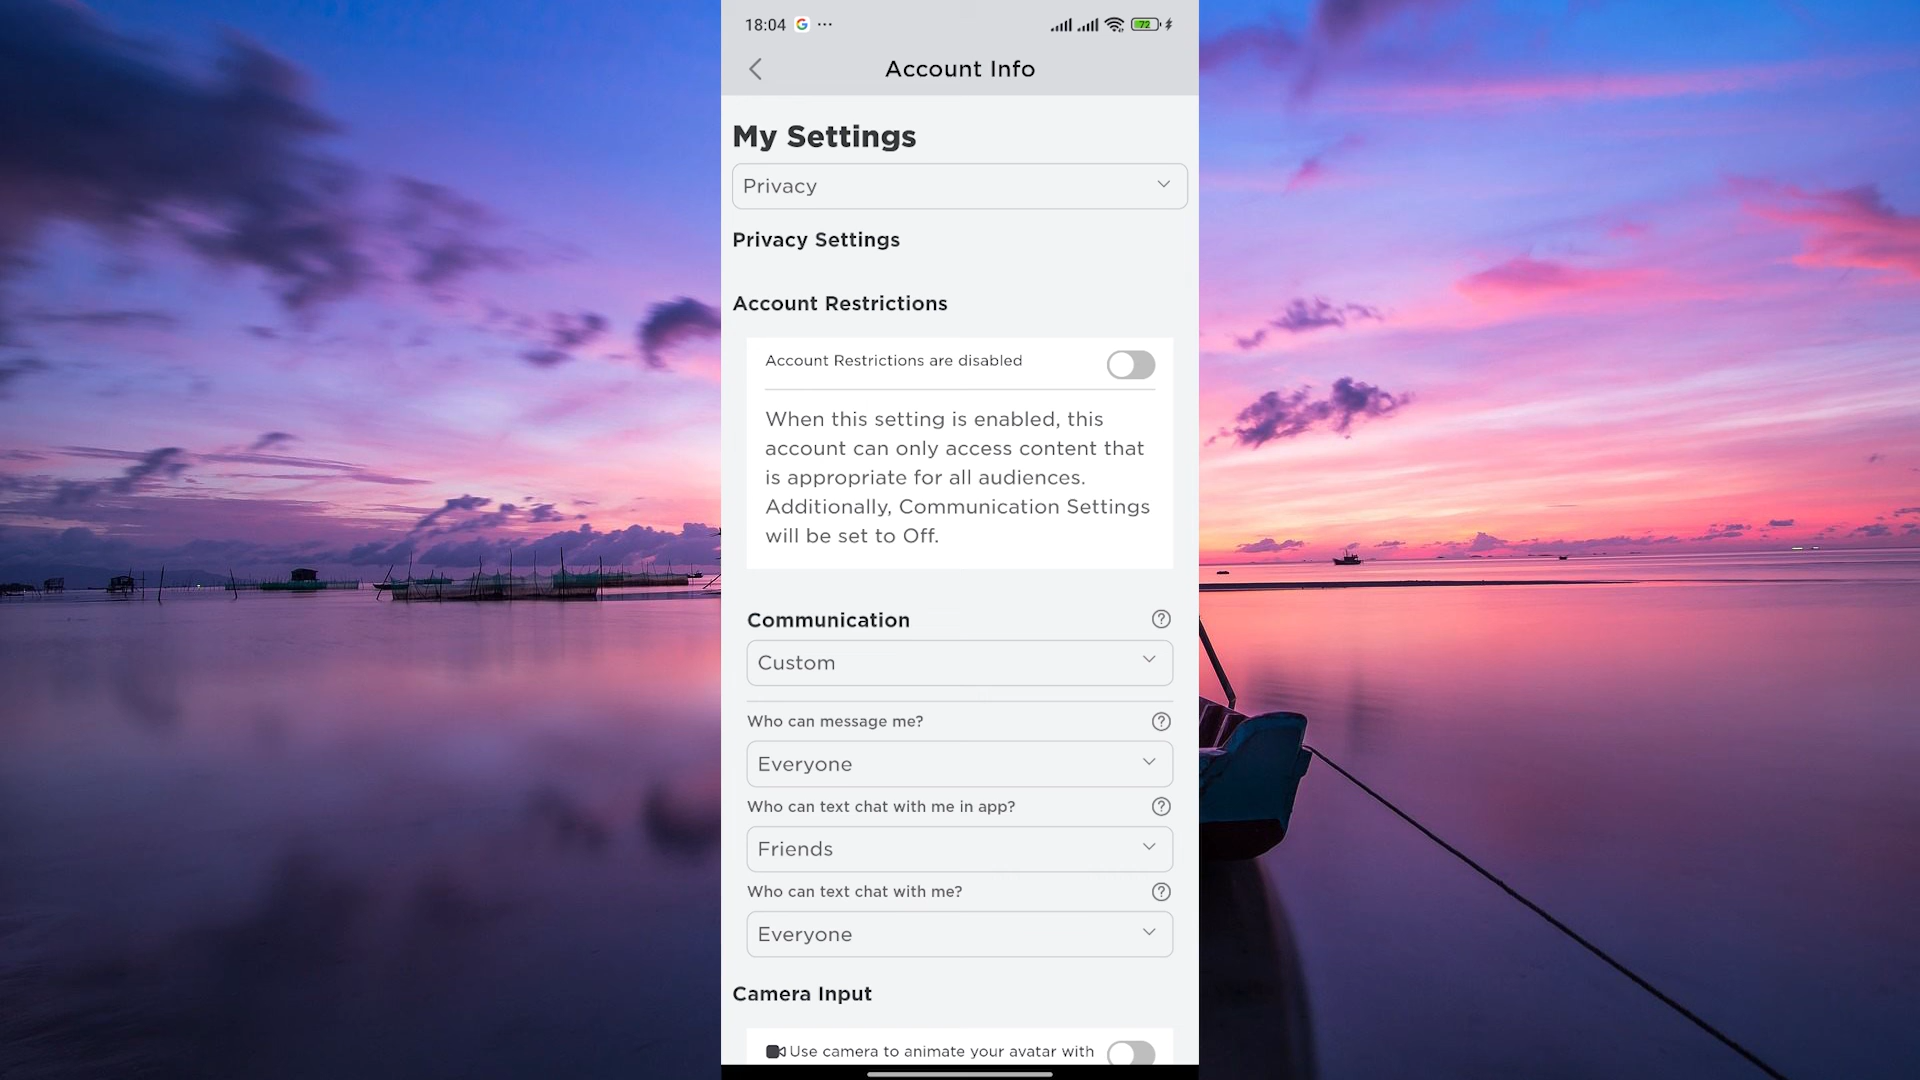 18:04
72
Account Info
My Settings
Privacy
Privacy Settings
Account Restrictions
Account Restrictions are disabled
When this setting is enabled, this
account can only access content that
is appropriate for all audiences.
Additionally, Communication Settings
will be set to Off.
Communication
Custom
Who can message me?
Everyone
Who can text chat with me in app?
Friends
Who can text chat with me?
Everyone
Camera Input
Use camera to animate your avatar with